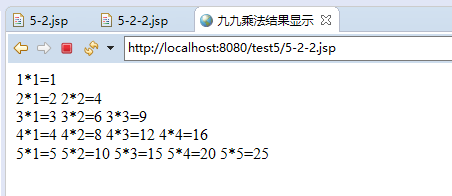 5-2.jsp 5-2-2.jsp 九九乘法结果显示
http://localhost:8080/test5/5-2-2.jsp
1*1=1
2*1=2 2*2=4
3*1=3 3*2=6 3*3=9
4*1=4 4*2=8 4*3=12 4*4=16
5*1=5 5*2=10 5*3=15 5*4=20 5*5=25